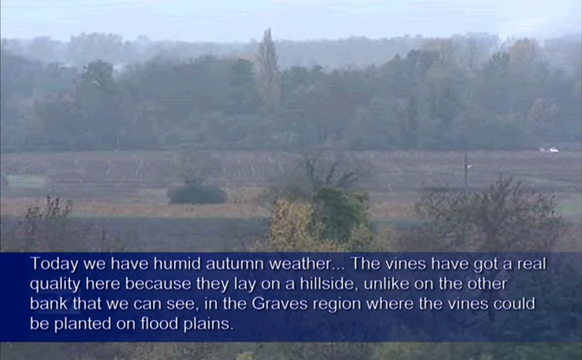 Today we have humid autumn weather... The vines have got a real
quality here because they lay on a hillside, unlike on the other
bank that we can see, in the Graves region where the vines could
be planted on flood plains.